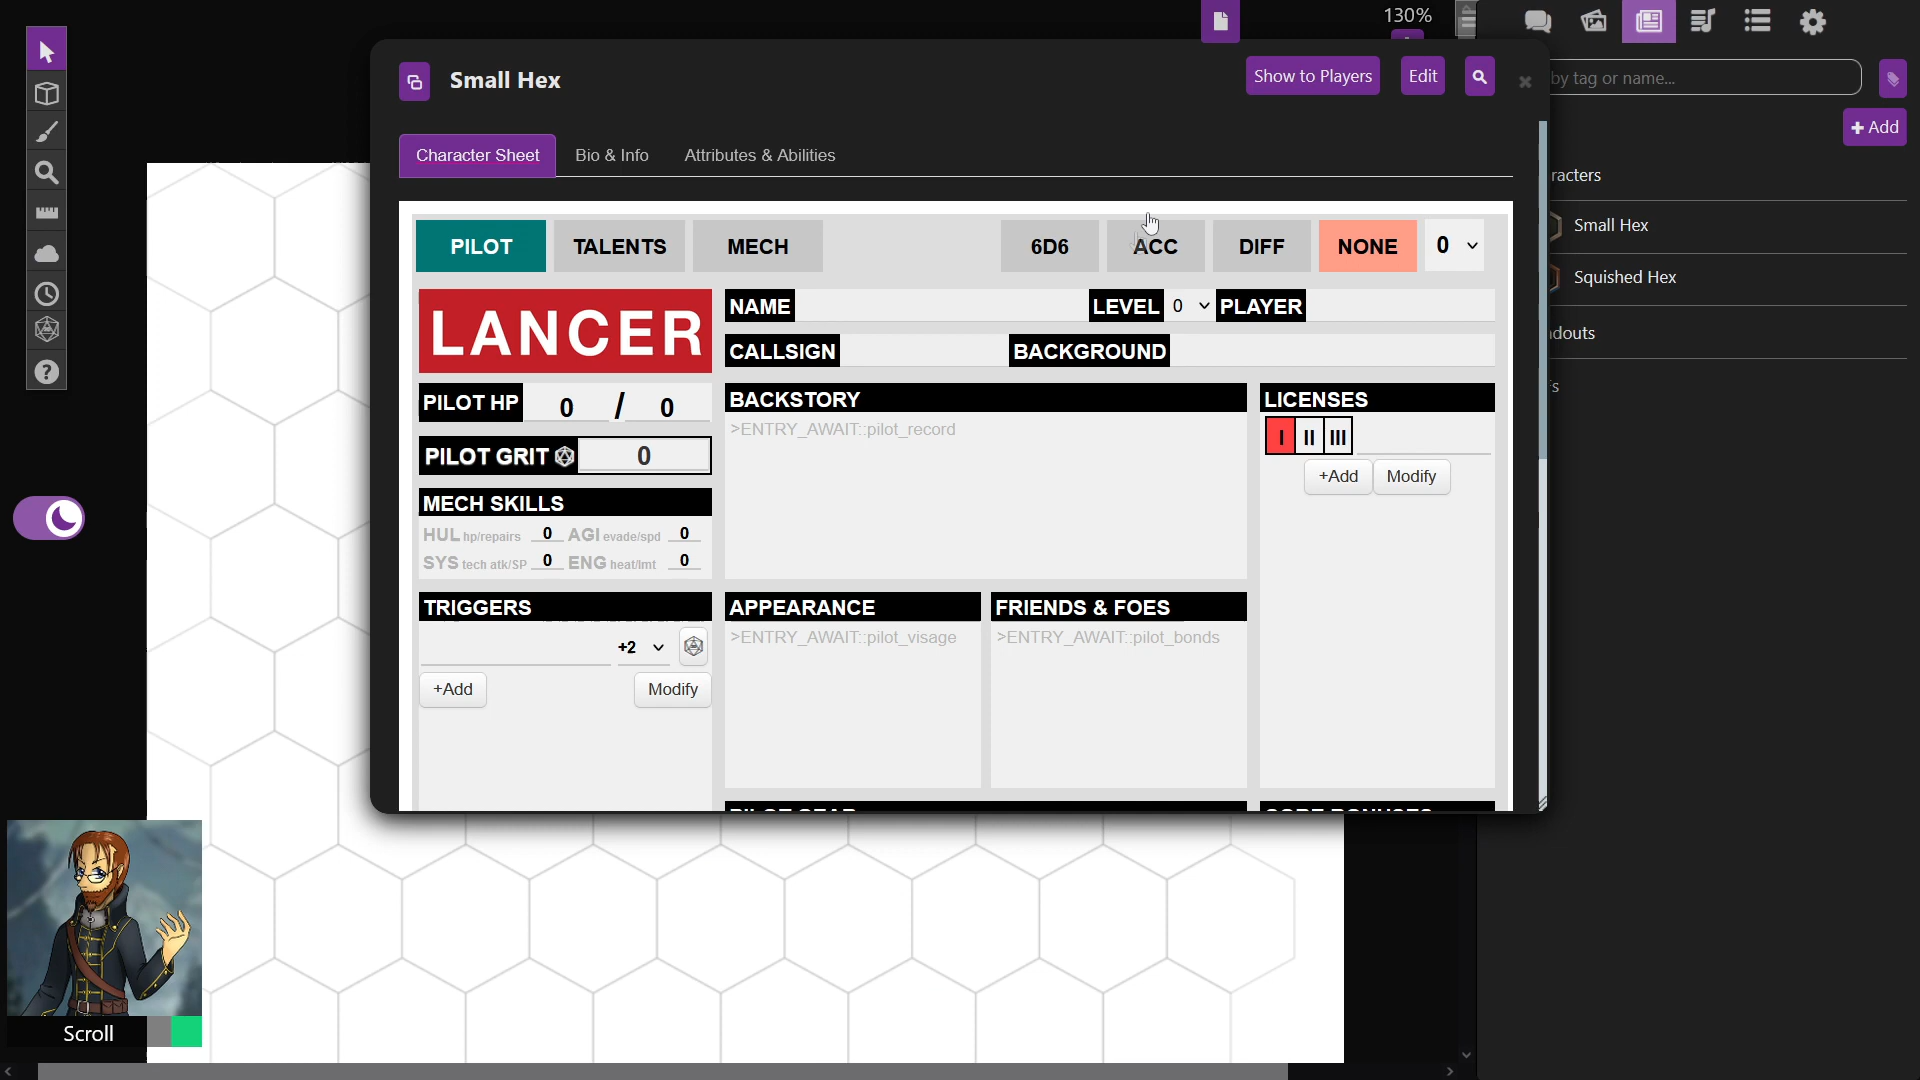 130%
Small Hex
Show to Players
Edit
by tag or name...
+ Add
Character Sheet
Bio & Info
Attributes & Abilities
racters
Small Hex
Squished Hex
PILOT
TALENTS
MECH
6D6
ACC
DIFF
NONE
0
LANCER
NAME
LEVEL 0
PLAYER
CALLSIGN
BACKGROUND
PILOT HP 0 / 0
BACKSTORY
>ENTRY_AWAIT::pilot_record
LICENSES
I II III
+Add
Modify
PILOT GRIT 0
MECH SKILLS
HUL hp/repairs 0 AGI evade/spd 0
SYS tech atk/SP 0 ENG heat/lmt 0
TRIGGERS
+2
+Add
Modify
APPEARANCE
>ENTRY_AWAIT::pilot_visage
FRIENDS & FOES
>ENTRY_AWAIT::pilot_bonds
douts
Scroll